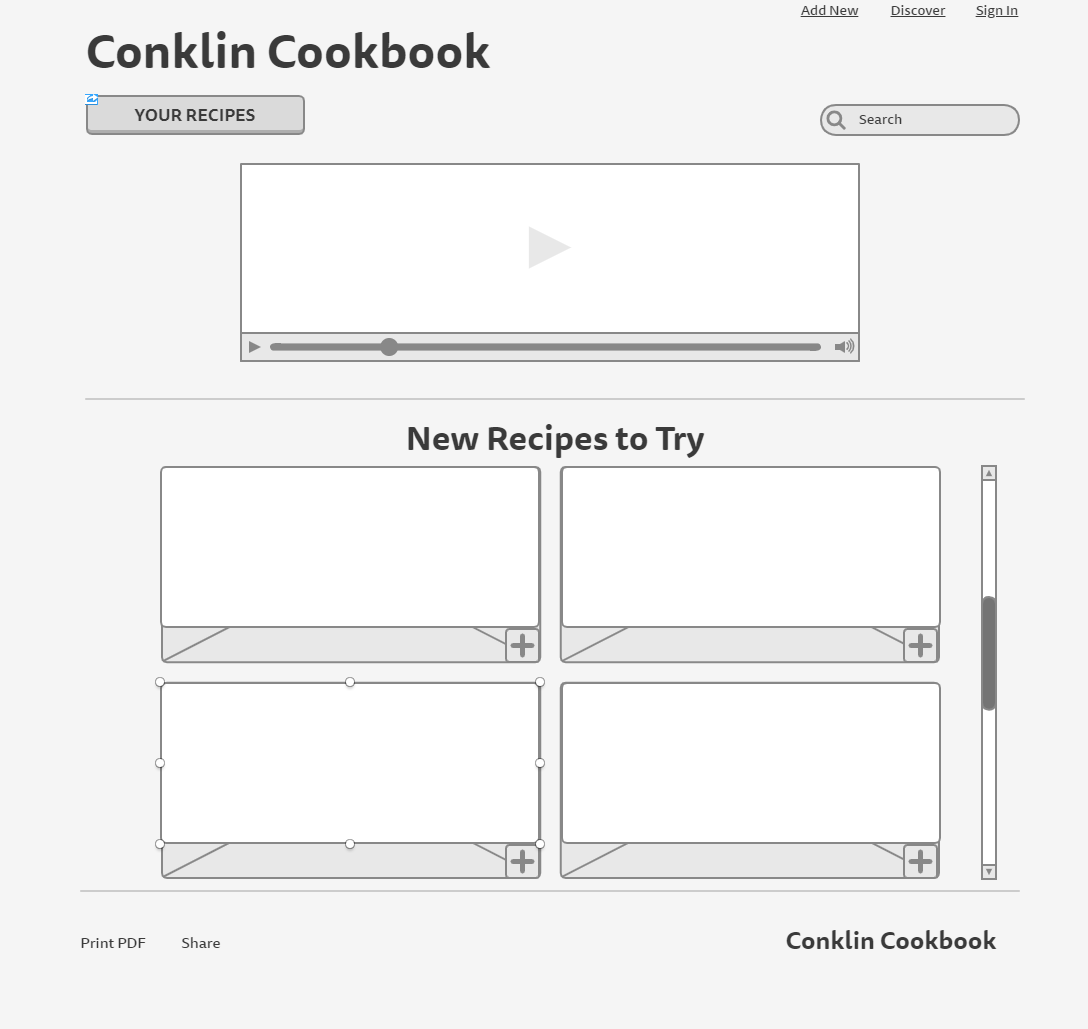 Add New Discover Sign In
Conklin Cookbook
YOUR RECIPES
Search
New Recipes to Try
Print PDF Share
Conklin Cookbook